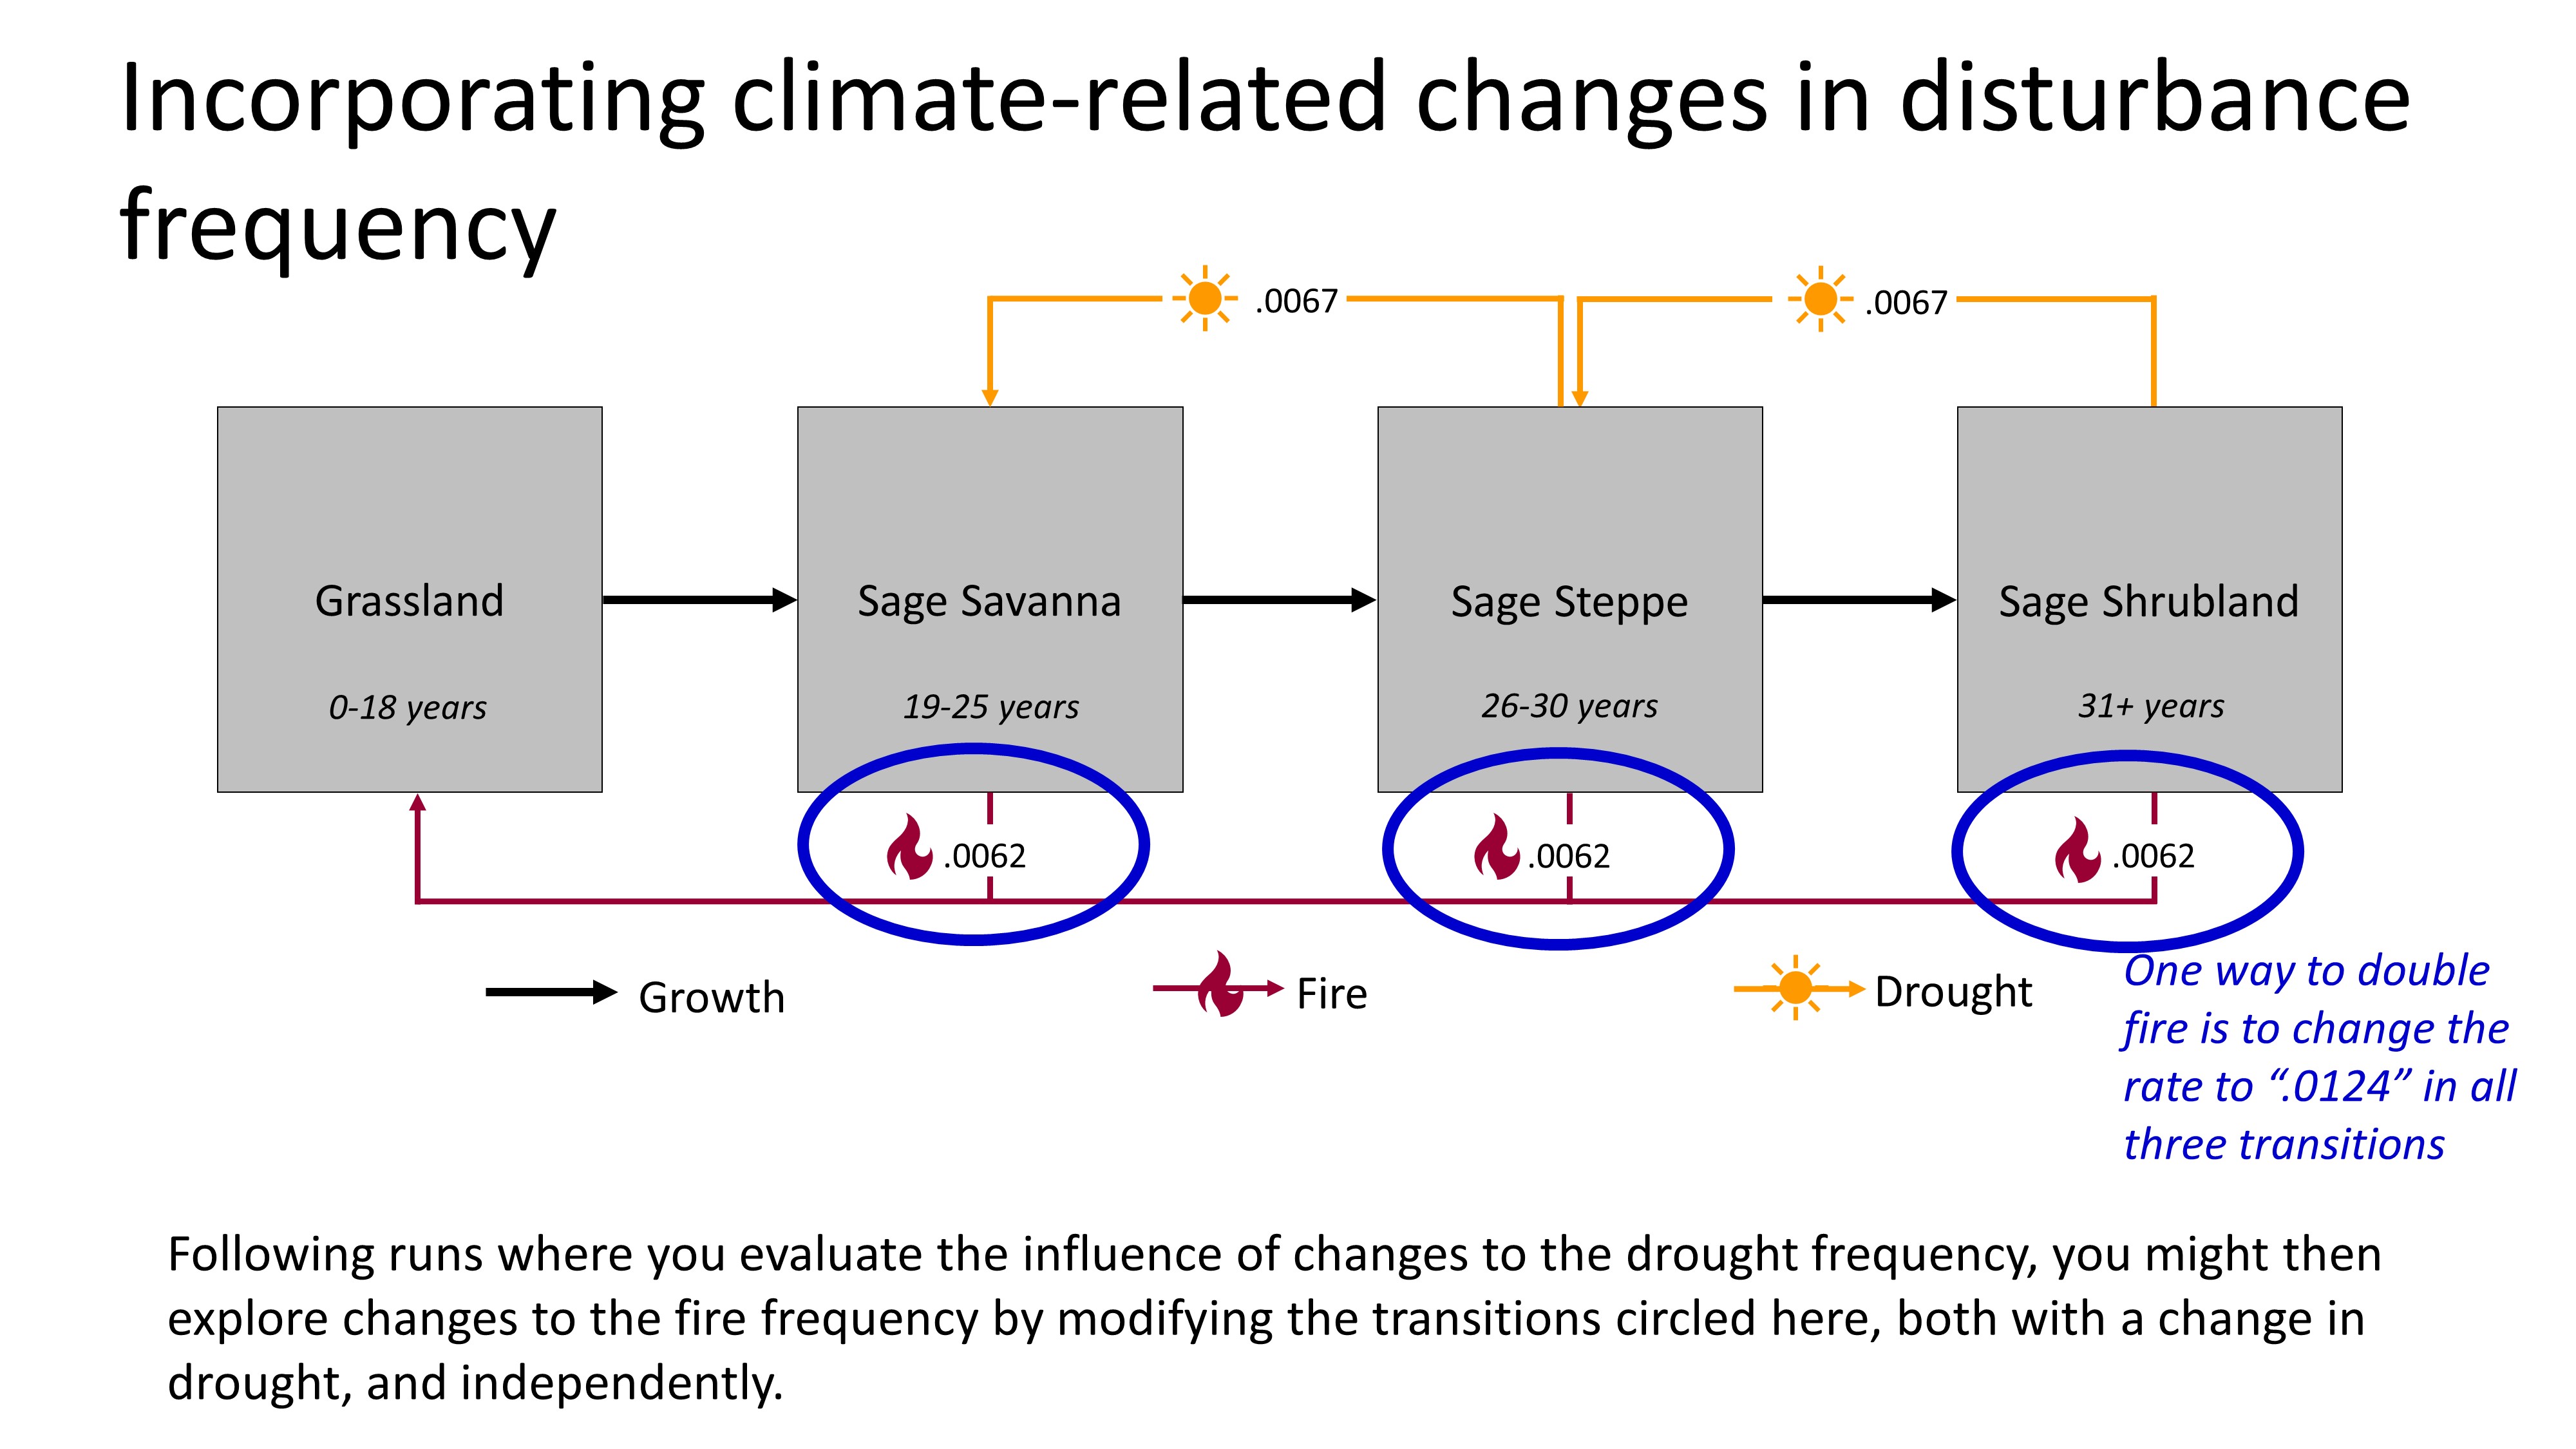 Incorporating climate-related changes in disturbance
frequency
.0067
.0067
Grassland
Sage Savanna
Sage Steppe
Sage Shrubland
0-18 years
19-25 years
26-30 years
31+ years
.0062
.0062
.0062
Growth
Fire
Drought
One way to double
fire is to change the
rate to “.0124” in all
three transitions
Following runs where you evaluate the influence of changes to the drought frequency, you might then
explore changes to the fire frequency by modifying the transitions circled here, both with a change in
drought, and independently.